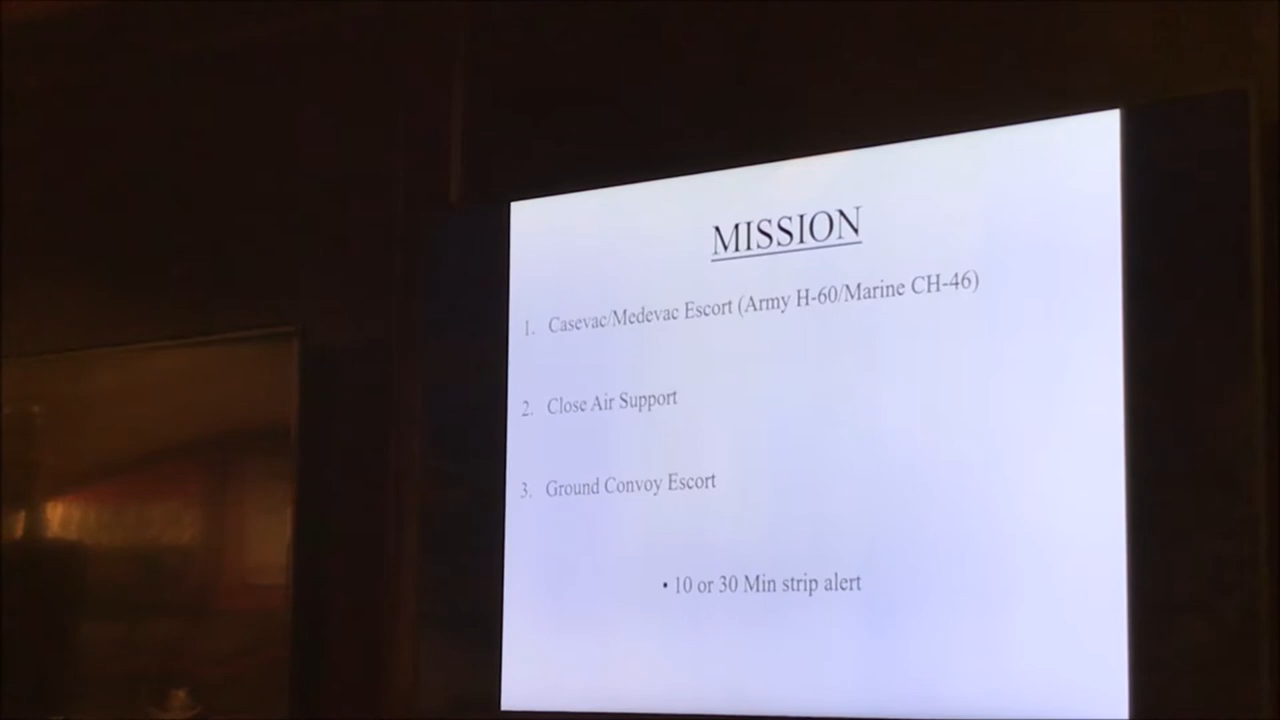 MISSION
1. Casevac/Medevac Escort (Army H-60/Marine CH-46)
2. Close Air Support
3. Ground Convoy Escort
• 10 or 30 Min strip alert